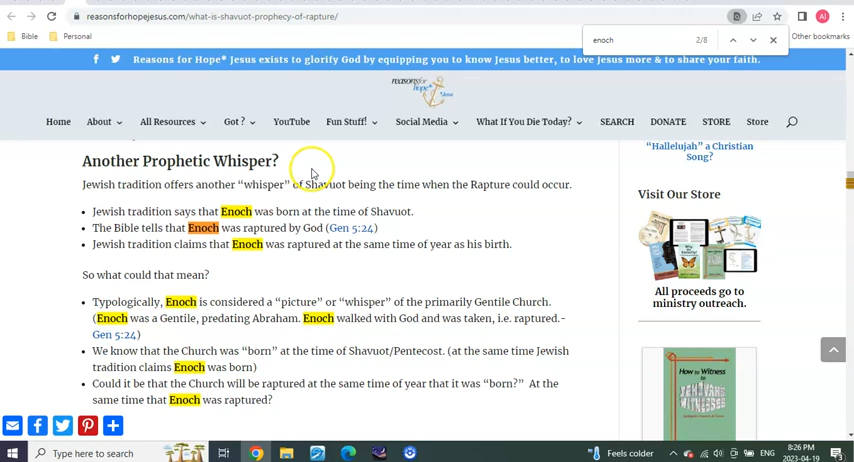 reasonsforhopejesus.com/what-is-shavuot-prophecy-of-rapture/
enoch 2/8
Bible Personal Other bookmarks
AI
Reasons for Hope* Jesus exists to glorify God by equipping you to know Jesus better, to love Jesus more & to share your faith.
reasons for
hope*
Jesus
Home About All Resources Got ? YouTube Fun Stuff! Social Media What If You Die Today? SEARCH DONATE STORE Store
Another Prophetic Whisper?
Jewish tradition offers another “whisper” of Shavuot being the time when the Rapture could occur.
• Jewish tradition says that Enoch was born at the time of Shavuot.
• The Bible tells that Enoch was raptured by God (Gen 5:24)
• Jewish tradition claims that Enoch was raptured at the same time of year as his birth.
So what could that mean?
• Typologically, Enoch is considered a “picture” or “whisper” of the primarily Gentile Church.
(Enoch was a Gentile, predating Abraham. Enoch walked with God and was taken, i.e. raptured.-
Gen 5:24)
• We know that the Church was “born” at the time of Shavuot/Pentecost. (at the same time Jewish
tradition claims Enoch was born)
• Could it be that the Church will be raptured at the same time of year that it was “born?” At the
same time that Enoch was raptured?
“Hallelujah” a Christian
Song?
Visit Our Store
All proceeds go to
ministry outreach.
How to
Witness
to
JEHOVAH'S
WITNESSES
Type here to search
Feels colder
ENG
8:26 PM
2023-04-19
3